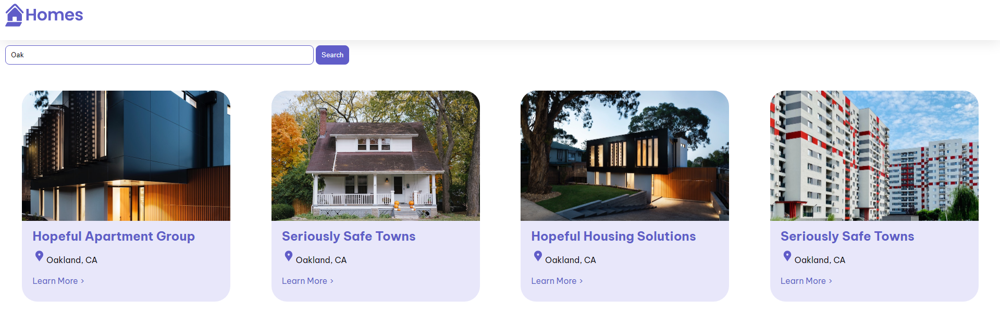 Homes
Oak
Search
Hopeful Apartment Group
Oakland, CA
Learn More >
Seriously Safe Towns
Oakland, CA
Learn More >
Hopeful Housing Solutions
Oakland, CA
Learn More >
Seriously Safe Towns
Oakland, CA
Learn More >